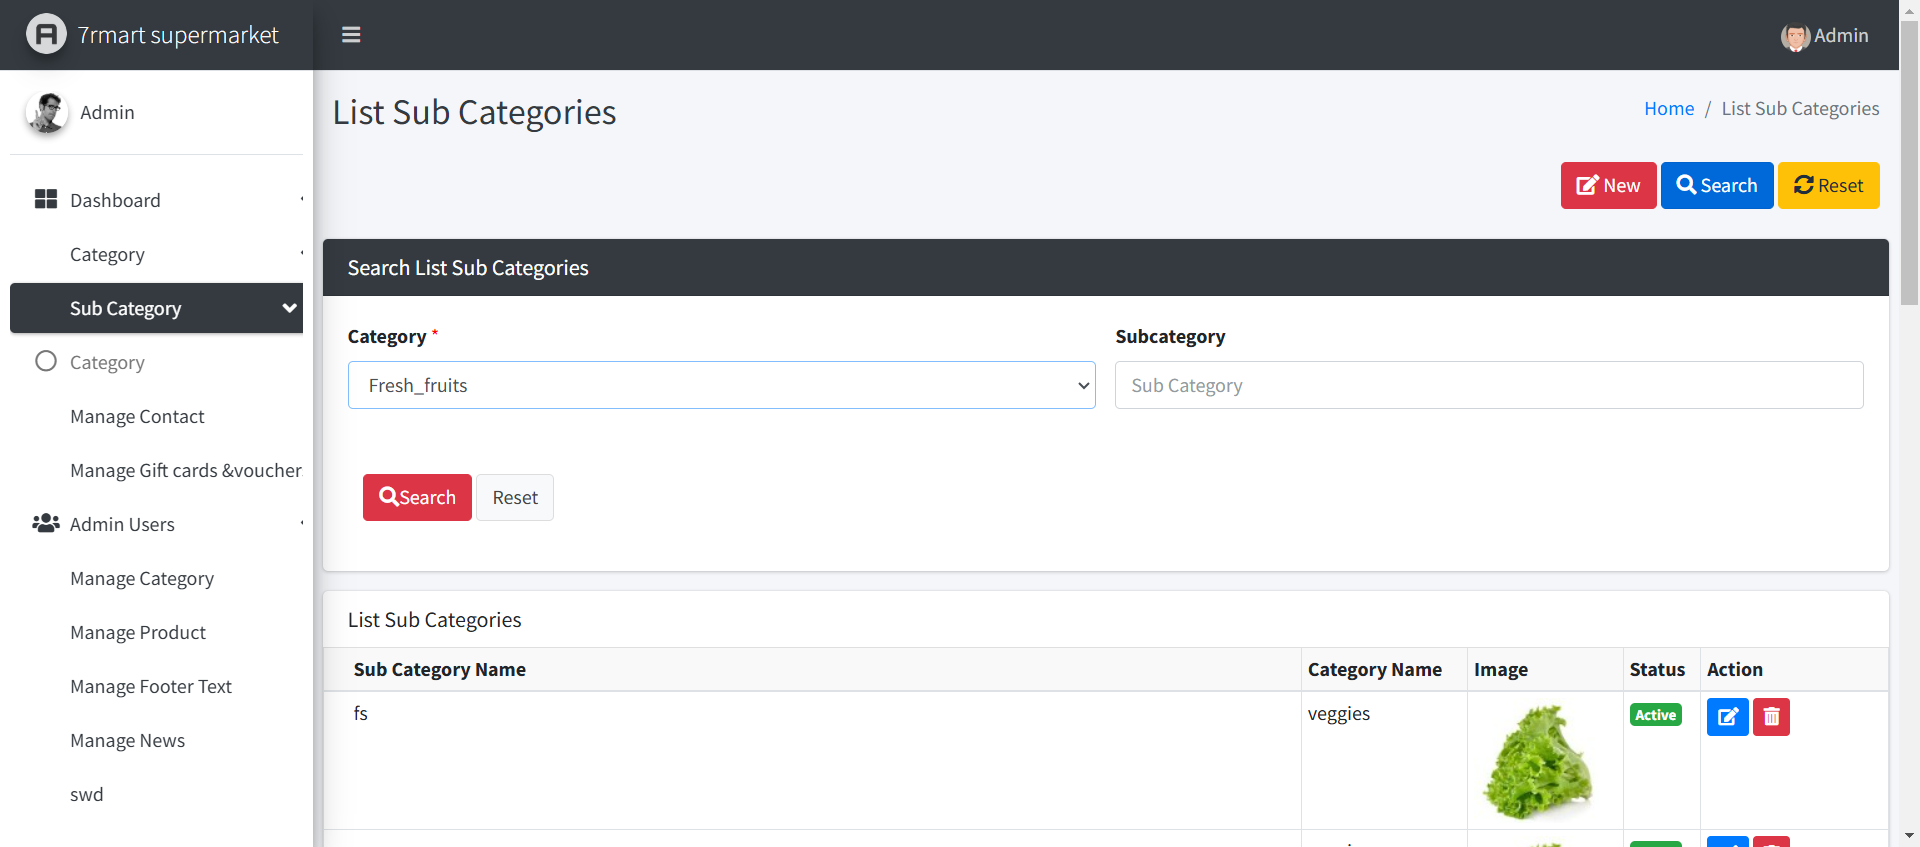 7rmart supermarket
Admin
Admin
List Sub Categories
Home / List Sub Categories
New
Search
Reset
Dashboard
Category
Sub Category
Category
Manage Contact
Manage Gift cards &voucher
Admin Users
Manage Category
Manage Product
Manage Footer Text
Manage News
swd
Search List Sub Categories
Category *
Subcategory
Fresh_fruits
Sub Category
Search
Reset
List Sub Categories
Sub Category Name Category Name Image Status Action
fs veggies Active